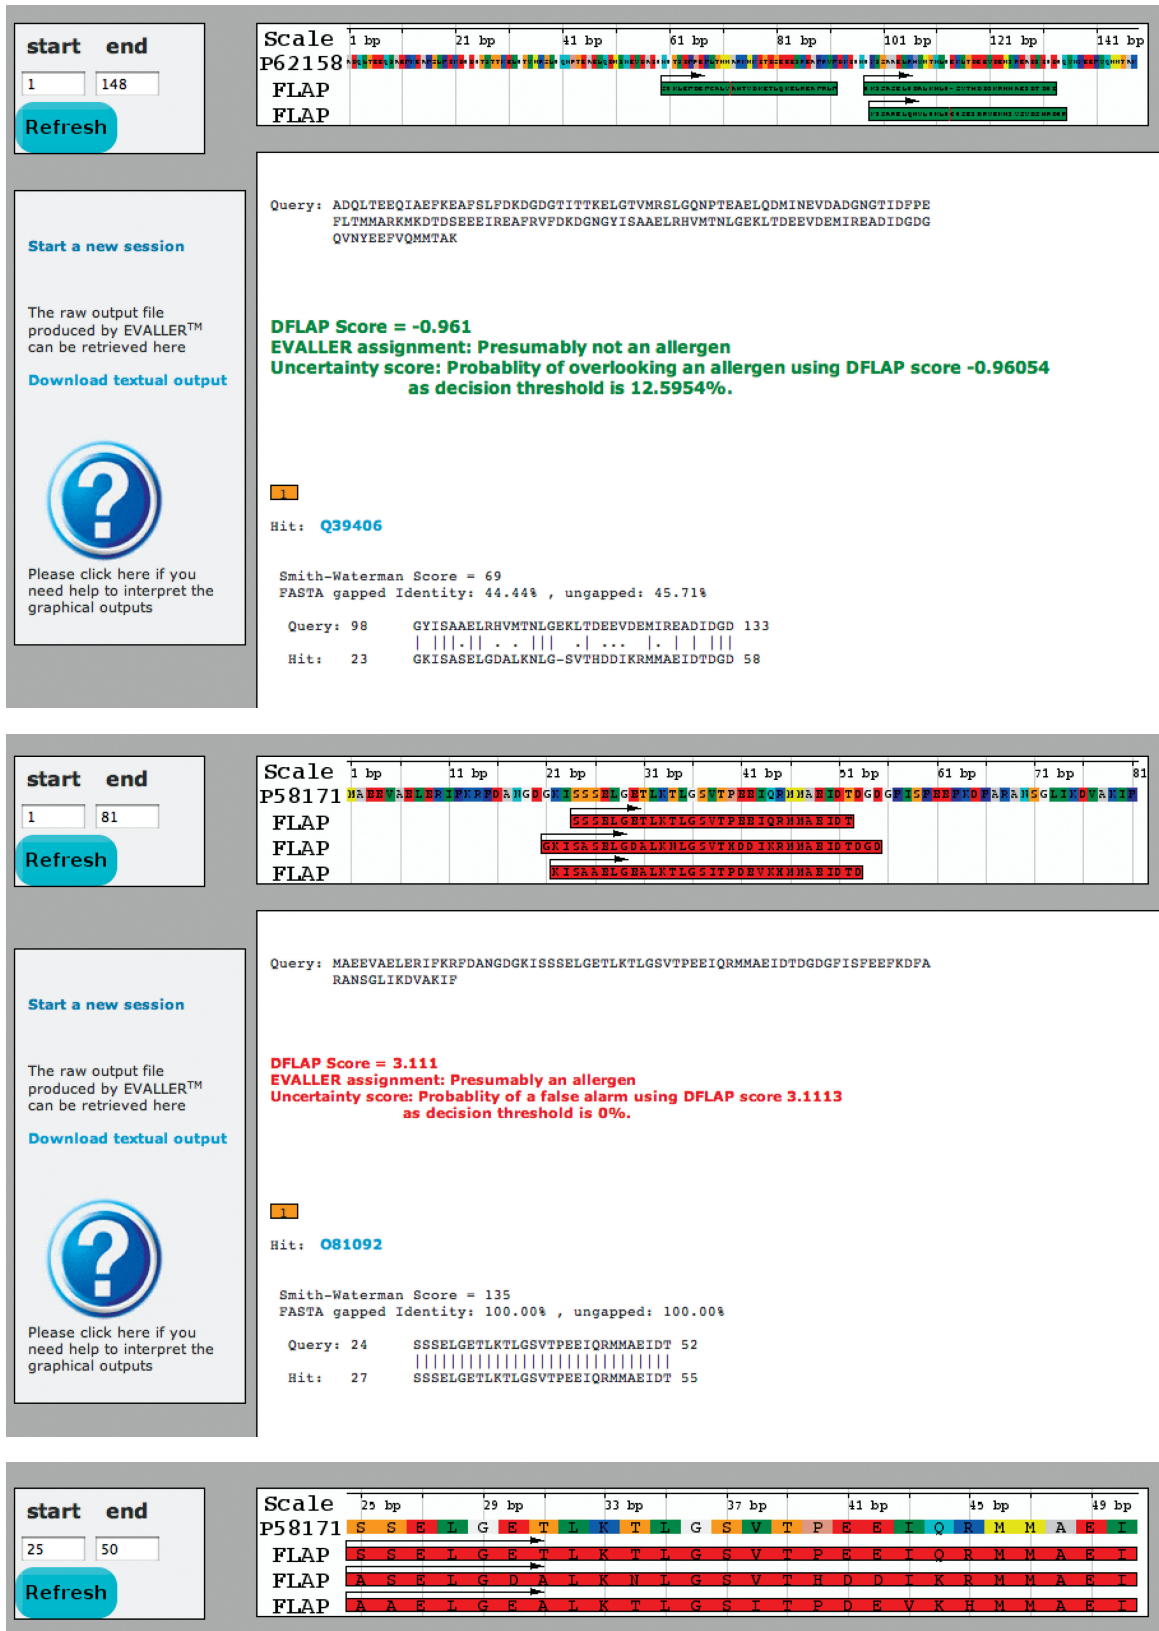 start end
1 148
Refresh
Scale 1 bp 21 bp 41 bp 61 bp 81 bp 101 bp 121 bp 141 bp
P62158
FLAP
FLAP
Start a new session
The raw output file
produced by EVALLER™
can be retrieved here
Download textual output
?
Please click here if you
need help to interpret the
graphical outputs
Query: ADQLTEEQIAEFKEAFSLFDKDGDGTITTKELGTVMRSLGQNPTEAELQDMINEVDADGNGTIDFPE
FLTMMARKMKDTDSEEEIREAFRVFDKDGNGYISAAELRHVMTNLGEKLTDEEVDEMIREADIDGDG
QVNYEEFVQMMTAK
DFLAP Score = -0.961
EVALLER assignment: Presumably not an allergen
Uncertainty score: Probablity of overlooking an allergen using DFLAP score -0.96054
as decision threshold is 12.5954%.
1
Hit: Q39406
Smith-Waterman Score = 69
FASTA gapped Identity: 44.44% , ungapped: 45.71%
Query: 98 GYISAAELRHVMTNLGEKLTDEEVDEMIREADIDGD 133
Hit: 23 GKISASELGDALKNLG-SVTHDDIKRMMAEIDTDGD 58
start end
1 81
Refresh
Scale 1 bp 11 bp 21 bp 31 bp 41 bp 51 bp 61 bp 71 bp 81
P58171 MAEEVAELERIFKRFDANGDGKISSSELGETLKTLGSVTPEEIQRMMAEIDTDGDGFISFEEFKDFARANSGLIKDVAKIF
FLAP SSSELGETLKTLGSVTPEEIQRMMAEIDT
FLAP GKISASELGDALKNLGSVTHDDIKRMMAEIDTDGD
FLAP KISAAELGEALKTLGSITPDEVKHMMAEIDTD
Start a new session
The raw output file
produced by EVALLER™
can be retrieved here
Download textual output
?
Please click here if you
need help to interpret the
graphical outputs
Query: MAEEVAELERIFKRFDANGDGKISSSELGETLKTLGSVTPEEIQRMMAEIDTDGDGFISFEEFKDFA
RANSGLIKDVAKIF
DFLAP Score = 3.111
EVALLER assignment: Presumably an allergen
Uncertainty score: Probablity of a false alarm using DFLAP score 3.1113
as decision threshold is 0%.
1
Hit: O81092
Smith-Waterman Score = 135
FASTA gapped Identity: 100.00% , ungapped: 100.00%
Query: 24 SSSELGETLKTLGSVTPEEIQRMMAEIDT 52
Hit: 27 SSSELGETLKTLGSVTPEEIQRMMAEIDT 55
start end
25 50
Refresh
Scale 25 bp 29 bp 33 bp 37 bp 41 bp 45 bp 49 bp
P58171 S S E L G E T L K T L G S V T P E E I Q R M M A E I
FLAP S S E L G E T L K T L G S V T P E E I Q R M M A E I
FLAP A S E L G D A L K N L G S V T H D D I K R M M A E I
FLAP A A E L G E A L K T L G S I T P D E V K H M M A E I